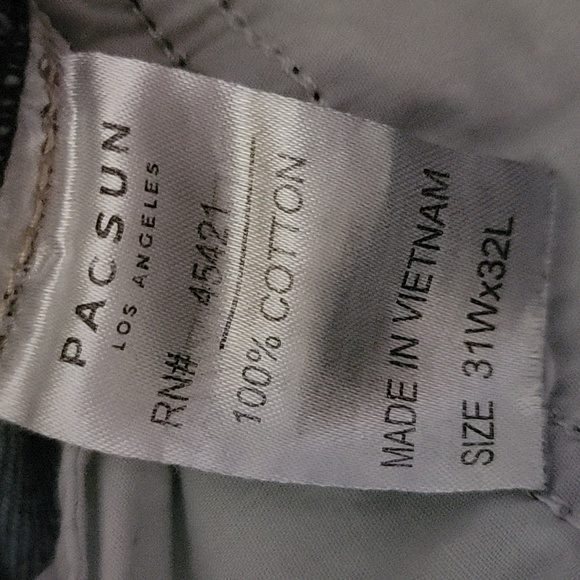 PACSUN
LOS ANGELES
RN# 45421
100% COTTON
MADE IN VIETNAM
SIZE 31Wx32L